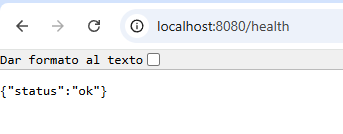 localhost:8080/health
Dar formato al texto
{"status":"ok"}